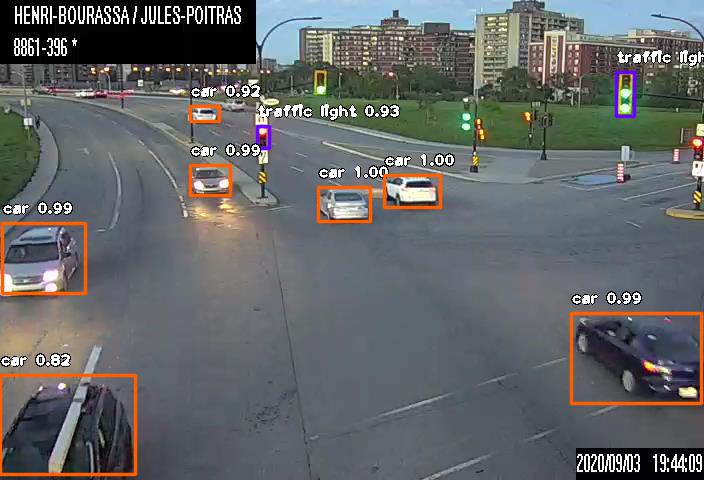 HENRI-BOURASSA / JULES-POITRAS
8861-396 *
traffic ligh
car 0.92
traffic light 0.93
car 0.99
car 1.00
car 1.00
car 0.99
car 0.99
car 0.82
2020/09/03 19:44:09